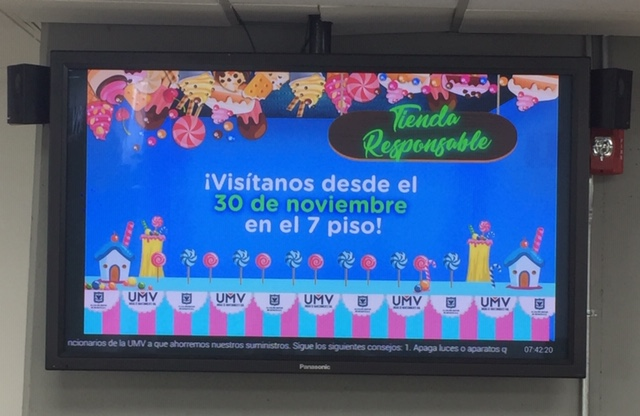 Tienda
Responsable
¡Visítanos desde el
30 de noviembre
en el 7 piso!
UMV UMV UMV UMV UMV
ncionarios de la UMV a que ahorremos nuestros suministros. Sigue los siguientes consejos: 1. Apaga luces o aparatos q 07:42:20
Panasonic